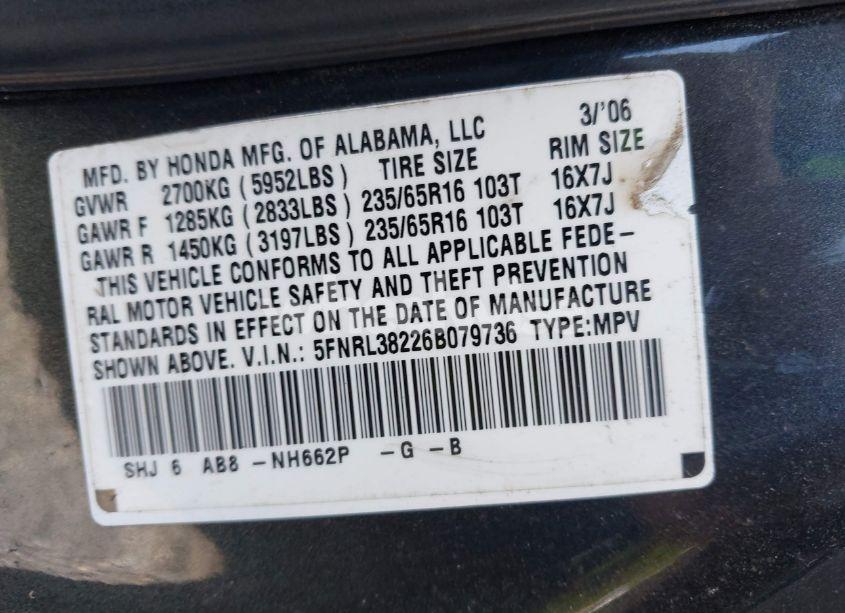 MFD. BY HONDA MFG. OF ALABAMA, LLC 3/'06
GVWR 2700KG (5952LBS) TIRE SIZE RIM SIZE
GAWR F 1285KG (2833LBS) 235/65R16 103T 16X7J
GAWR R 1450KG (3197LBS) 235/65R16 103T 16X7J
THIS VEHICLE CONFORMS TO ALL APPLICABLE FEDE-
RAL MOTOR VEHICLE SAFETY AND THEFT PREVENTION
STANDARDS IN EFFECT ON THE DATE OF MANUFACTURE
SHOWN ABOVE. V.I.N.: 5FNRL38226B079736 TYPE:MPV
SHJ 6 AB8 -NH662P -G -B